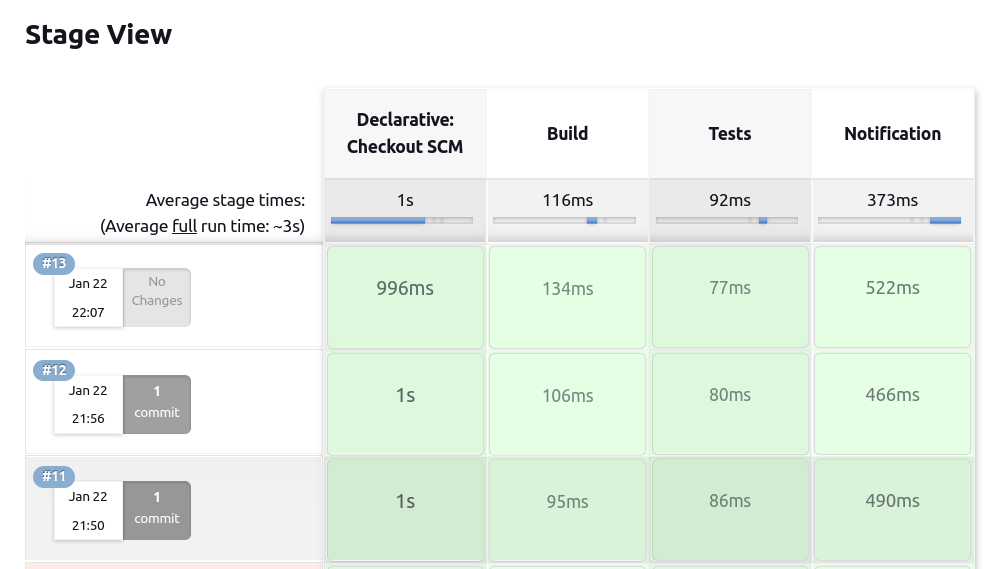 Stage View
Declarative:
Checkout SCM
Build
Tests
Notification
Average stage times:
(Average full run time: ~3s)
1s
116ms
92ms
373ms
#13
Jan 22
22:07
No
Changes
996ms
134ms
77ms
522ms
#12
Jan 22
21:56
1
commit
1s
106ms
80ms
466ms
#11
Jan 22
21:50
1
commit
1s
95ms
86ms
490ms